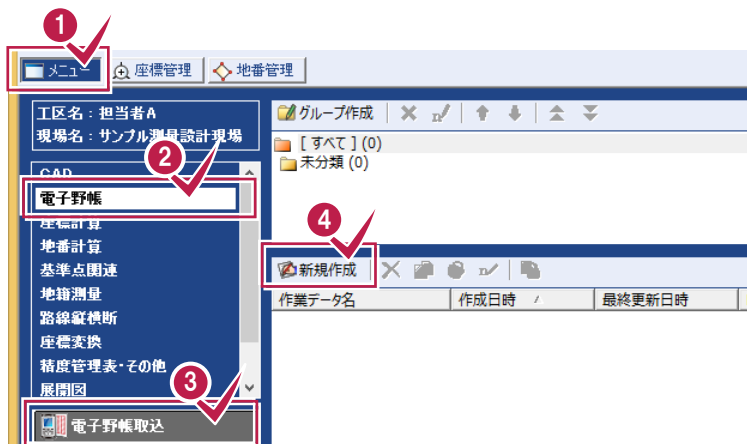 1
メニュー 座標管理 地番管理
工区名：担当者A
現場名：サンプル測量設計現場
2
CAD
電子野帳
座標計算
地番計算
基準点関連
地籍測量
路線縦横断
座標変換
精度管理表･その他
展開図
3
電子野帳取込
グループ作成
[ すべて ] (0)
未分類 (0)
4
新規作成
作業データ名 作成日時 最終更新日時